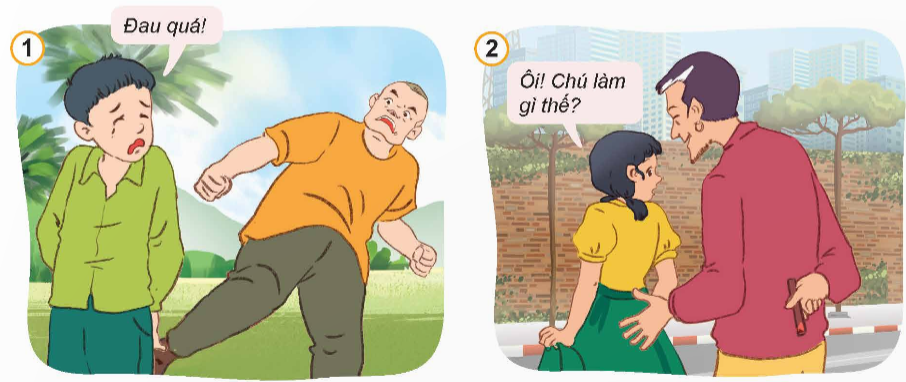 1
Đau quá!
2
Ôi! Chú làm
gì thế?